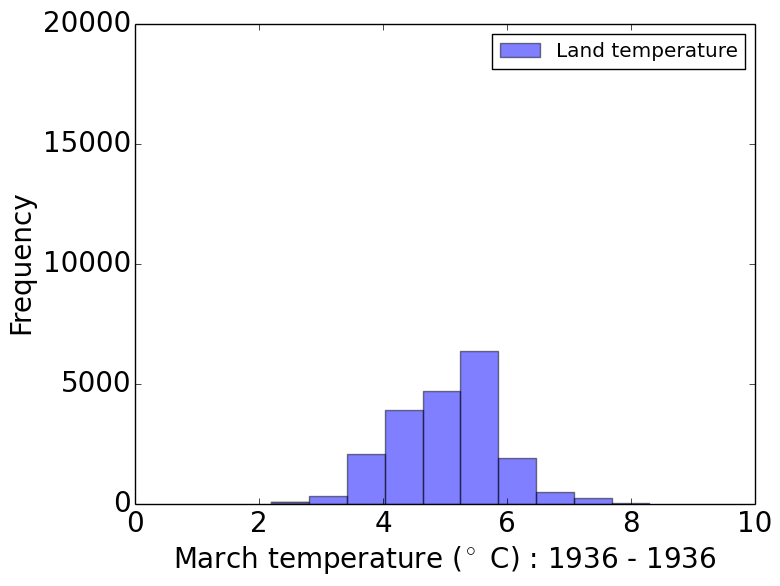 20000
Land temperature
15000
10000
5000
0
Frequency
0 2 4 6 8 10
March temperature (° C) : 1936 - 1936